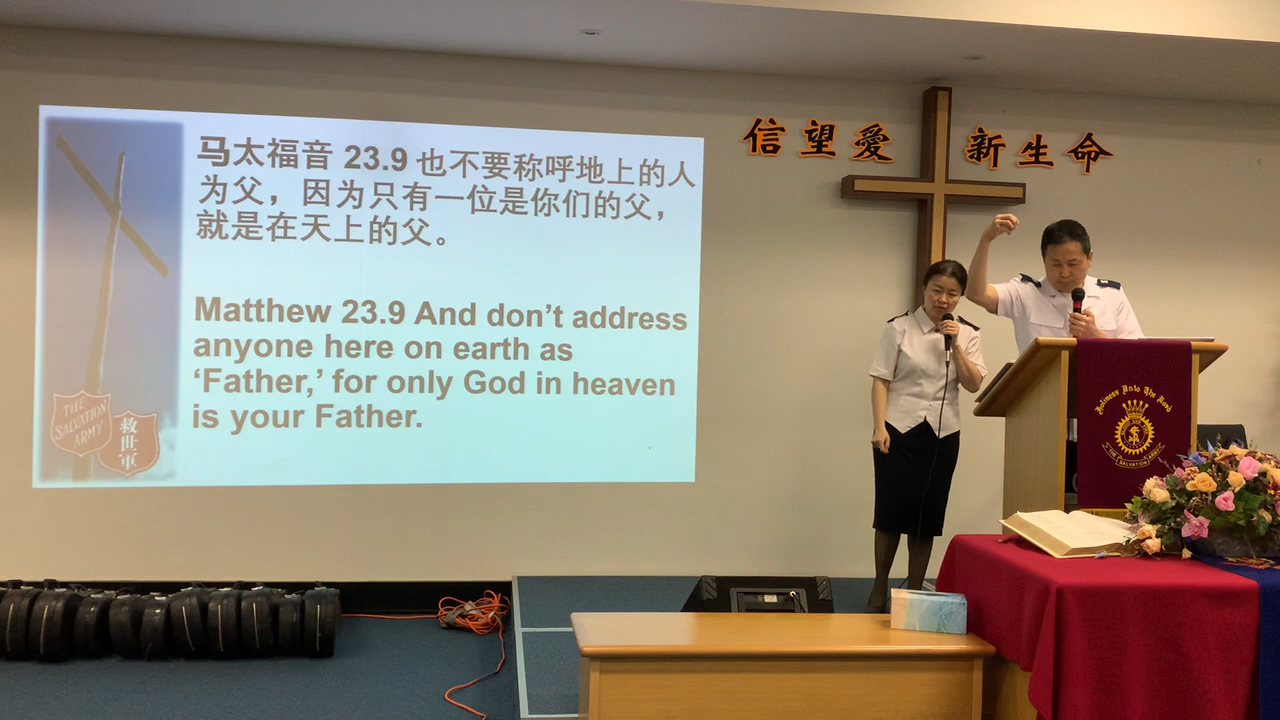 马太福音 23.9 也不要称呼地上的人
为父，因为只有一位是你们的父，
就是在天上的父。
Matthew 23.9 And don’t address
anyone here on earth as
‘Father,’ for only God in heaven
is your Father.
THE
SALVATION
ARMY
救世軍
信望愛 新生命
Holiness Unto The Lord
THE SALVATION ARMY